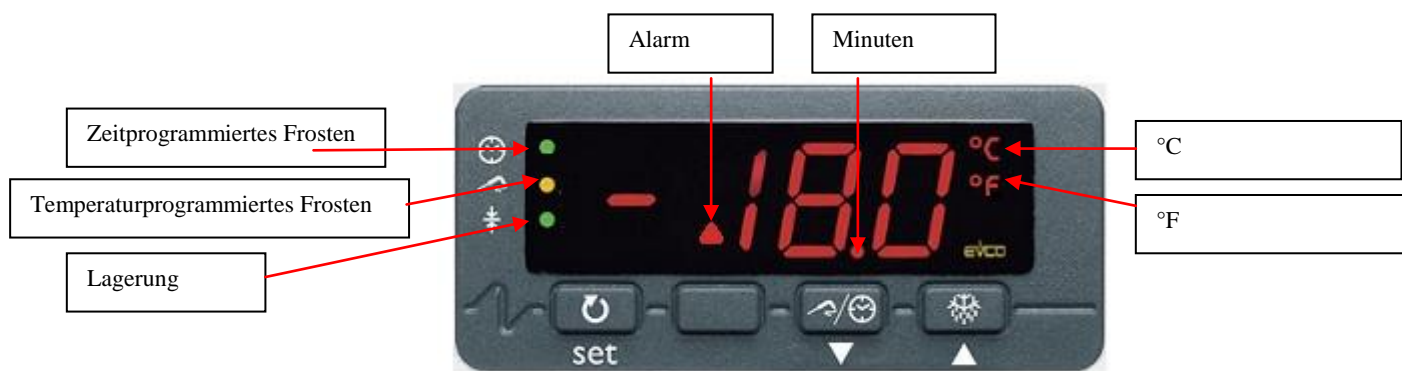 Alarm
Minuten
Zeitprogrammiertes Frosten
°C
Temperaturprogrammiertes Frosten
°F
Lagerung
-18.0
°C
°F
EVCO
set